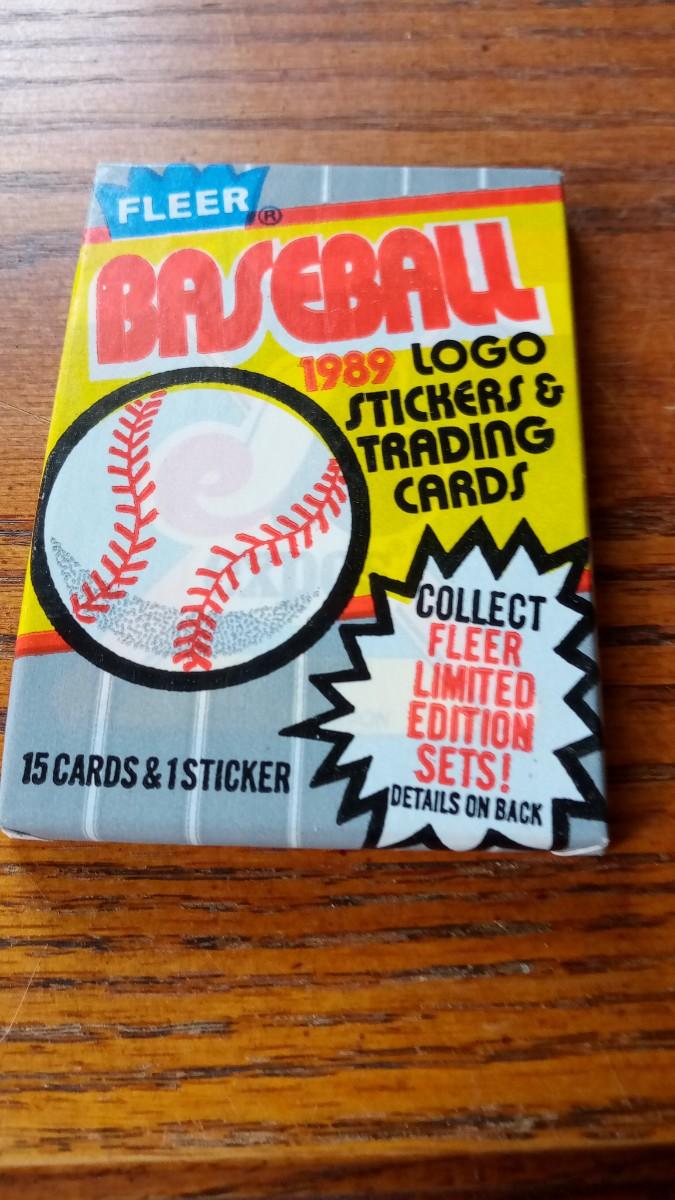 FLEER®
BASEBALL
1989 LOGO
STICKERS &
TRADING
CARDS
COLLECT
FLEER
LIMITED
EDITION
SETS!
DETAILS ON BACK
15 CARDS & 1 STICKER